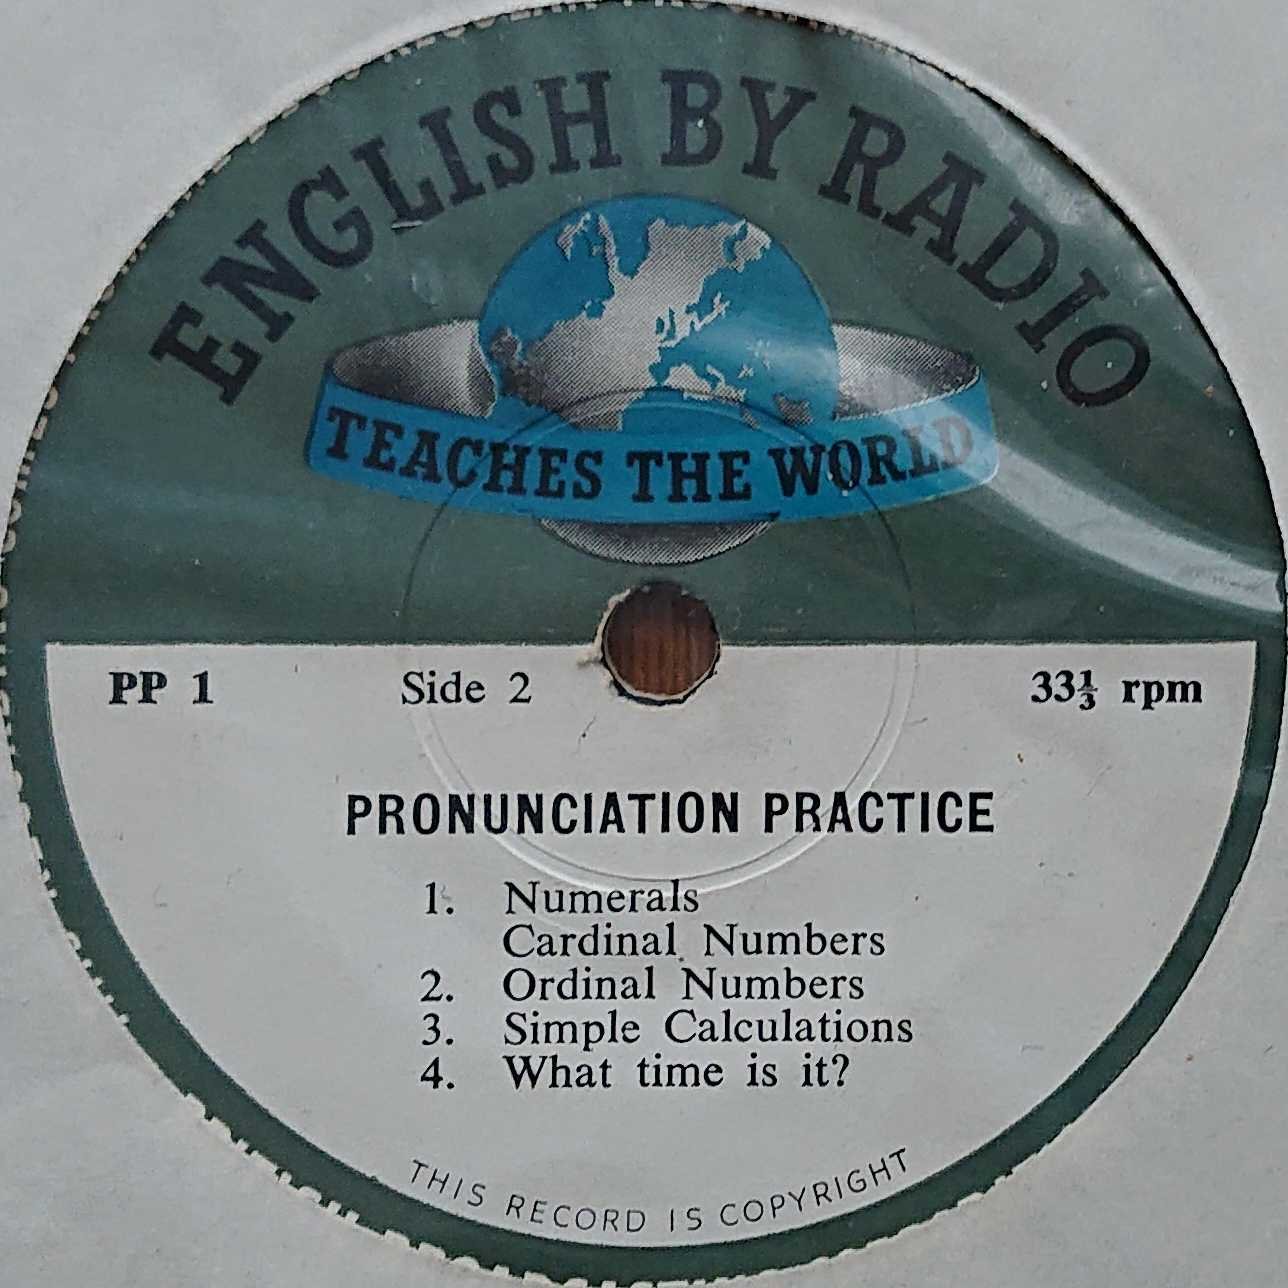 ENGLISH BY RADIO
TEACHES THE WORLD
PP 1 Side 2 33⅓ rpm
PRONUNCIATION PRACTICE
1. Numerals
Cardinal Numbers
2. Ordinal Numbers
3. Simple Calculations
4. What time is it?
THIS RECORD IS COPYRIGHT